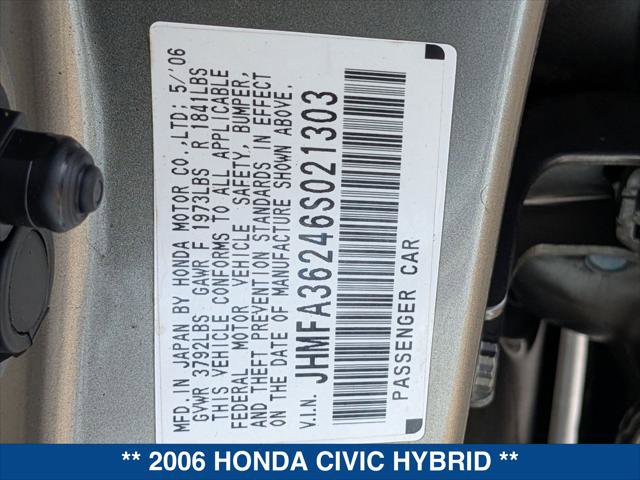 MFD. IN JAPAN BY HONDA MOTOR CO.,LTD; 5/'06
GVWR 3792LBS GAWR F 1973LBS R 1841LBS
THIS VEHICLE CONFORMS TO ALL APPLICABLE
FEDERAL MOTOR VEHICLE SAFETY, BUMPER,
AND THEFT PREVENTION STANDARDS IN EFFECT
ON THE DATE OF MANUFACTURE SHOWN ABOVE,
V.I.N. JHMFA36246S021303
PASSENGER CAR
** 2006 HONDA CIVIC HYBRID **